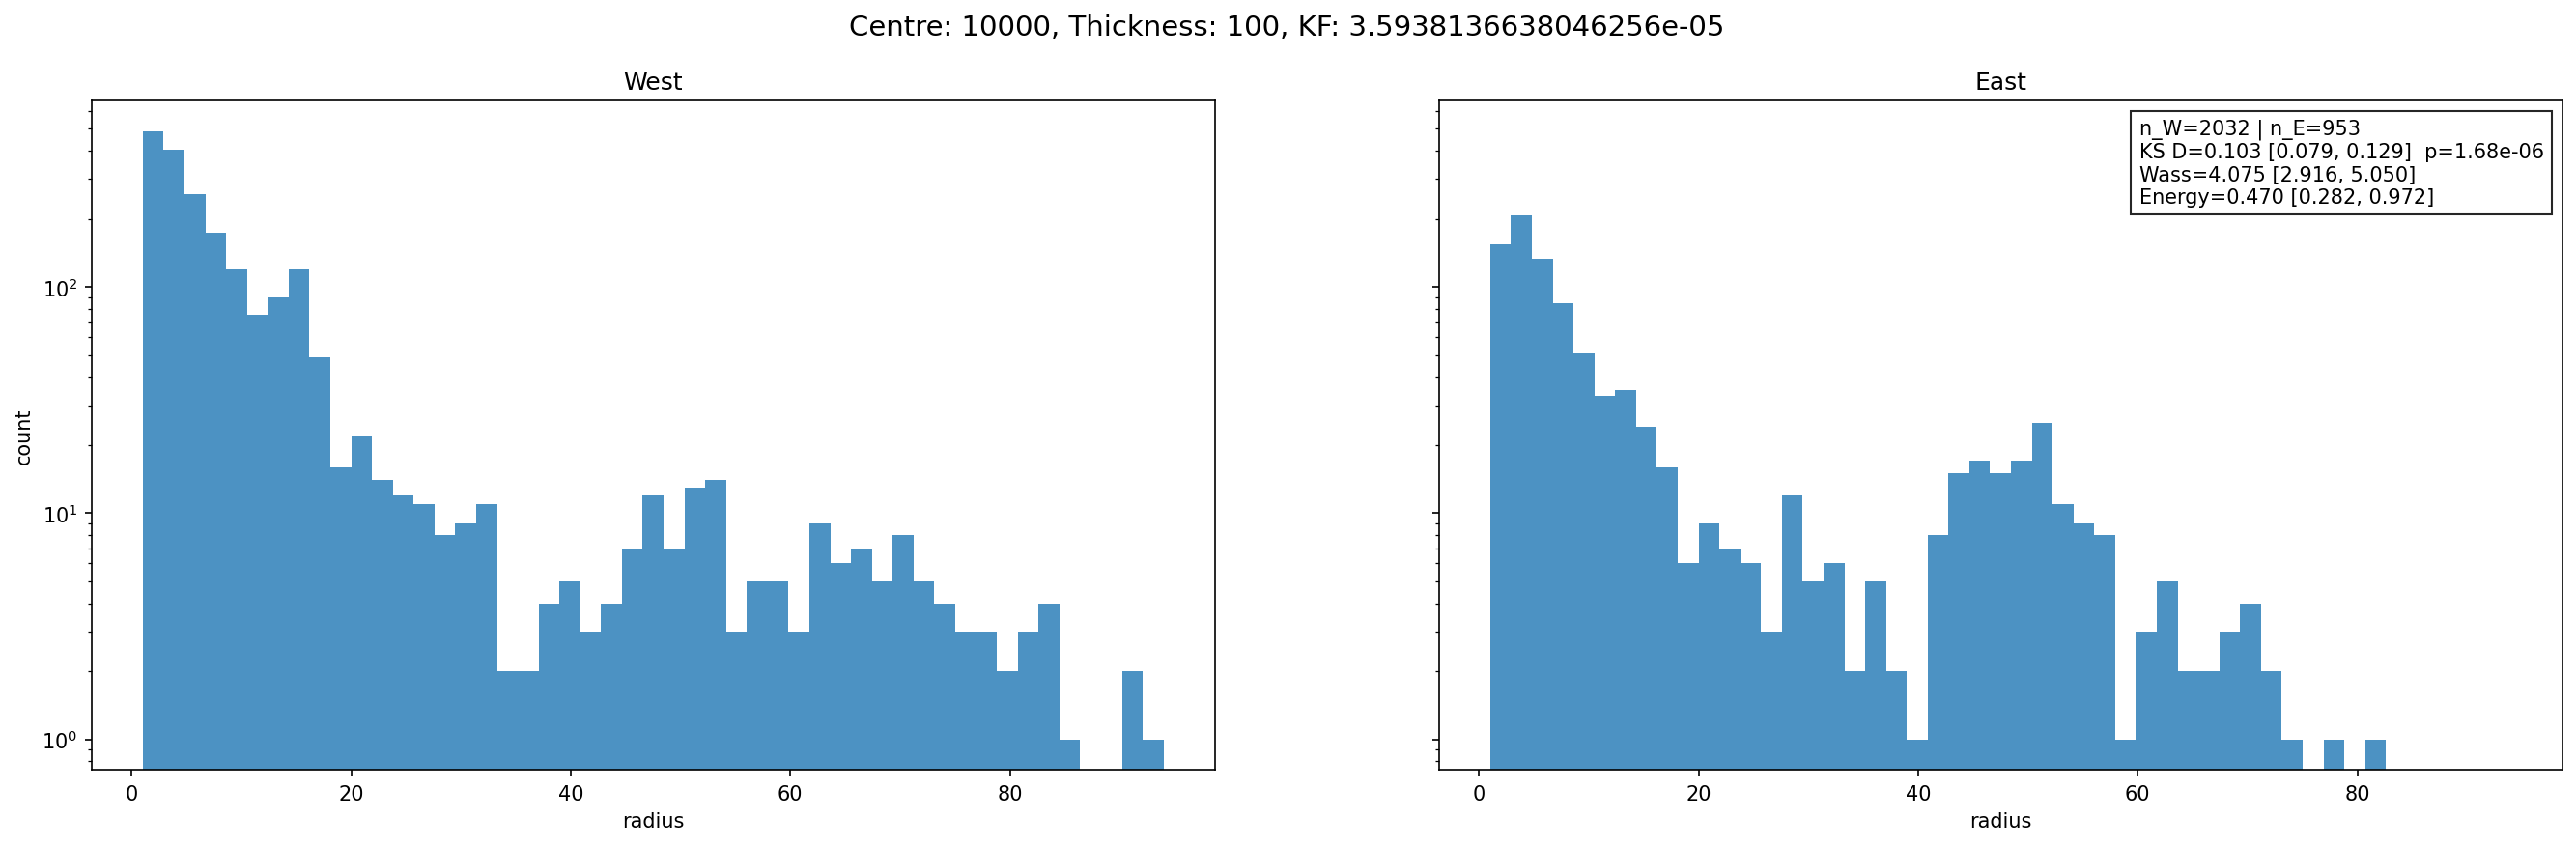 Centre: 10000, Thickness: 100, KF: 3.5938136638046256e-05
West
count
10²
10¹
10⁰
0 20 40 60 80
radius
East
n_W=2032 | n_E=953
KS D=0.103 [0.079, 0.129]  p=1.68e-06
Wass=4.075 [2.916, 5.050]
Energy=0.470 [0.282, 0.972]
0 20 40 60 80
radius